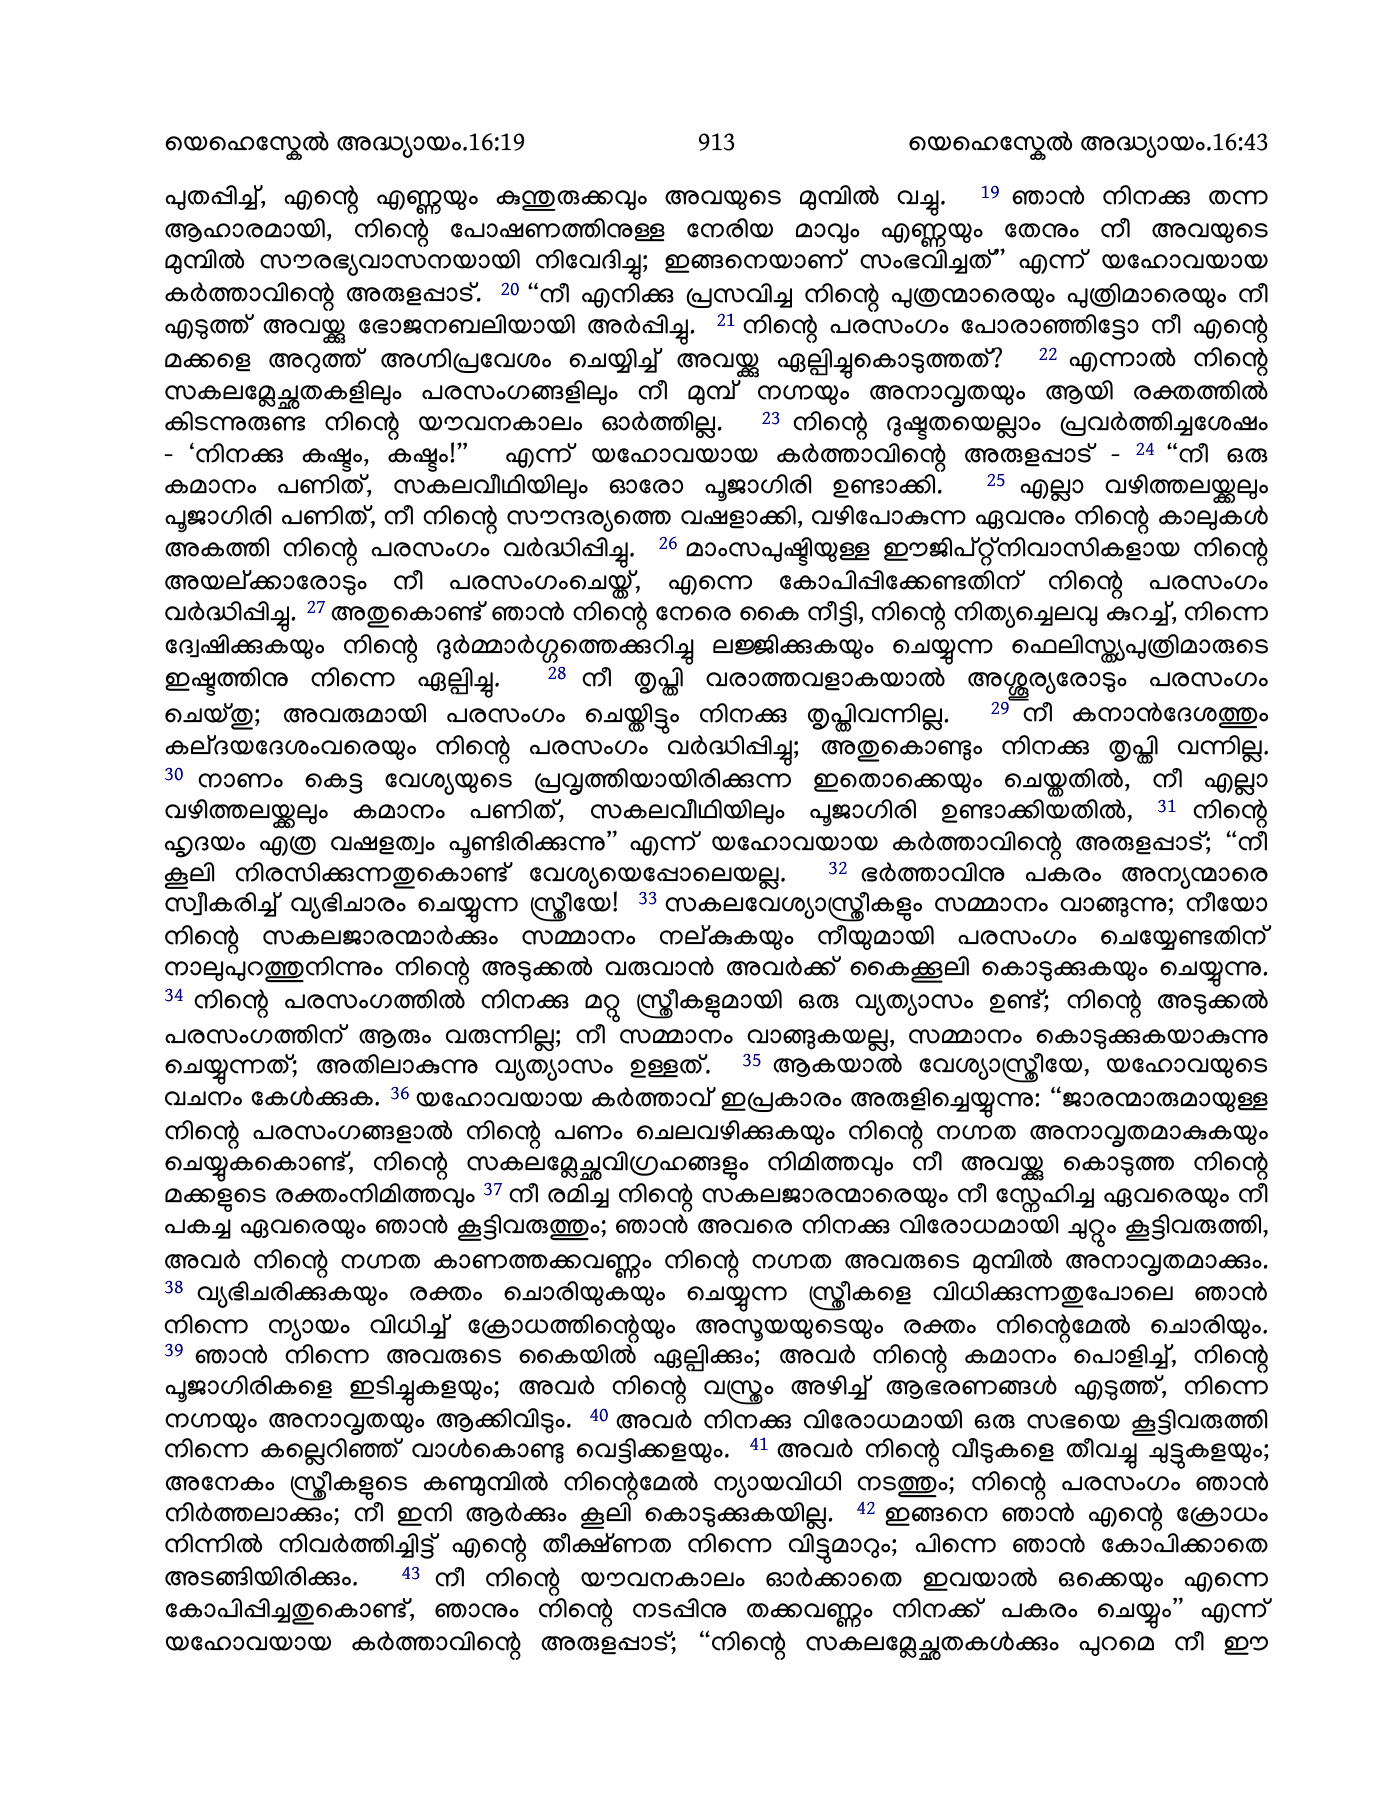 യെഹെസ്കേൽ അദ്ധ്യായം.16:19 913 യെഹെസ്കേൽ അദ്ധ്യായം.16:43
പുതപ്പിച്ച്, എന്റെ എണ്ണയും കുന്തുരുക്കവും അവയുടെ മുമ്പിൽ വച്ചു. 19 ഞാൻ നിനക്കു തന്ന
ആഹാരമായി, നിന്റെ പോഷണത്തിനുള്ള നേരിയ മാവും എണ്ണയും തേനും നീ അവയുടെ
മുമ്പിൽ സൗരഭ്യവാസനയായി നിവേദിച്ചു; ഇങ്ങനെയാണ് സംഭവിച്ചത്” എന്ന് യഹോവയായ
കർത്താവിന്റെ അരുളപ്പാട്. 20 “നീ എനിക്കു പ്രസവിച്ച നിന്റെ പുത്രന്മാരെയും പുത്രിമാരെയും നീ
എടുത്ത് അവയ്ക്കു ഭോജനബലിയായി അർപ്പിച്ചു. 21 നിന്റെ പരസംഗം പോരാഞ്ഞിട്ടോ നീ എന്റെ
മക്കളെ അറുത്ത് അഗ്നിപ്രവേശം ചെയ്യിച്ച് അവയ്ക്കു ഏല്പിച്ചുകൊടുത്തത്? 22 എന്നാൽ നിന്റെ
സകലമ്ലേച്ഛതകളിലും പരസംഗങ്ങളിലും നീ മുമ്പ് നഗ്നയും അനാവൃതയും ആയി രക്തത്തിൽ
കിടന്നുരുണ്ട നിന്റെ യൗവനകാലം ഓർത്തില്ല. 23 നിന്റെ ദുഷ്ടതയെല്ലാം പ്രവർത്തിച്ചശേഷം
- ‘നിനക്കു കഷ്ടം, കഷ്ടം!” എന്ന് യഹോവയായ കർത്താവിന്റെ അരുളപ്പാട് - 24 “നീ ഒരു
കമാനം പണിത്, സകലവീഥിയിലും ഓരോ പൂജാഗിരി ഉണ്ടാക്കി. 25 എല്ലാ വഴിത്തലയ്ക്കലും
പൂജാഗിരി പണിത്, നീ നിന്റെ സൗന്ദര്യത്തെ വഷളാക്കി, വഴിപോകുന്ന ഏവനും നിന്റെ കാലുകൾ
അകത്തി നിന്റെ പരസംഗം വർദ്ധിപ്പിച്ചു. 26 മാംസപുഷ്ടിയുള്ള ഈജിപ്റ്റ്നിവാസികളായ നിന്റെ
അയല്ക്കാരോടും നീ പരസംഗംചെയ്ത്, എന്നെ കോപിപ്പിക്കേണ്ടതിന് നിന്റെ പരസംഗം
വർദ്ധിപ്പിച്ചു. 27 അതുകൊണ്ട് ഞാൻ നിന്റെ നേരെ കൈ നീട്ടി, നിന്റെ നിത്യച്ചെലവു കുറച്ച്, നിന്നെ
ദ്വേഷിക്കുകയും നിന്റെ ദുർമ്മാർഗ്ഗത്തെക്കുറിച്ചു ലജ്ജിക്കുകയും ചെയ്യുന്ന ഫെലിസ്ത്യപുത്രിമാരുടെ
ഇഷ്ടത്തിനു നിന്നെ ഏല്പിച്ചു. 28 നീ തൃപ്തി വരാത്തവളാകയാൽ അശ്ശൂര്യരോടും പരസംഗം
ചെയ്തു; അവരുമായി പരസംഗം ചെയ്തിട്ടും നിനക്കു തൃപ്തിവന്നില്ല. 29 നീ കനാൻദേശത്തും
കല്ദയദേശംവരെയും നിന്റെ പരസംഗം വർദ്ധിപ്പിച്ചു; അതുകൊണ്ടും നിനക്കു തൃപ്തി വന്നില്ല.
30 നാണം കെട്ട വേശ്യയുടെ പ്രവൃത്തിയായിരിക്കുന്ന ഇതൊക്കെയും ചെയ്തതിൽ, നീ എല്ലാ
വഴിത്തലയ്ക്കലും കമാനം പണിത്, സകലവീഥിയിലും പൂജാഗിരി ഉണ്ടാക്കിയതിൽ, 31 നിന്റെ
ഹൃദയം എത്ര വഷളത്വം പൂണ്ടിരിക്കുന്നു” എന്ന് യഹോവയായ കർത്താവിന്റെ അരുളപ്പാട്; “നീ
കൂലി നിരസിക്കുന്നതുകൊണ്ട് വേശ്യയെപ്പോലെയല്ല. 32 ഭർത്താവിനു പകരം അന്യന്മാരെ
സ്വീകരിച്ച് വ്യഭിചാരം ചെയ്യുന്ന സ്ത്രീയേ! 33 സകലവേശ്യാസ്ത്രീകളും സമ്മാനം വാങ്ങുന്നു; നീയോ
നിന്റെ സകലജാരന്മാർക്കും സമ്മാനം നല്കുകയും നീയുമായി പരസംഗം ചെയ്യേണ്ടതിന്
നാലുപുറത്തുനിന്നും നിന്റെ അടുക്കൽ വരുവാൻ അവർക്ക് കൈക്കൂലി കൊടുക്കുകയും ചെയ്യുന്നു.
34 നിന്റെ പരസംഗത്തിൽ നിനക്കു മറ്റു സ്ത്രീകളുമായി ഒരു വ്യത്യാസം ഉണ്ട്; നിന്റെ അടുക്കൽ
പരസംഗത്തിന് ആരും വരുന്നില്ല; നീ സമ്മാനം വാങ്ങുകയല്ല, സമ്മാനം കൊടുക്കുകയാകുന്നു
ചെയ്യുന്നത്; അതിലാകുന്നു വ്യത്യാസം ഉള്ളത്. 35 ആകയാൽ വേശ്യാസ്ത്രീയേ, യഹോവയുടെ
വചനം കേൾക്കുക. 36 യഹോവയായ കർത്താവ് ഇപ്രകാരം അരുളിച്ചെയ്യുന്നു: “ജാരന്മാരുമായുള്ള
നിന്റെ പരസംഗങ്ങളാൽ നിന്റെ പണം ചെലവഴിക്കുകയും നിന്റെ നഗ്നത അനാവൃതമാകുകയും
ചെയ്യുകകൊണ്ട്, നിന്റെ സകലമ്ലേച്ഛവിഗ്രഹങ്ങളും നിമിത്തവും നീ അവയ്ക്കു കൊടുത്ത നിന്റെ
മക്കളുടെ രക്തംനിമിത്തവും 37 നീ രമിച്ച നിന്റെ സകലജാരന്മാരെയും നീ സ്നേഹിച്ച ഏവരെയും നീ
പകച്ച ഏവരെയും ഞാൻ കൂട്ടിവരുത്തും; ഞാൻ അവരെ നിനക്കു വിരോധമായി ചുറ്റും കൂട്ടിവരുത്തി,
അവർ നിന്റെ നഗ്നത കാണത്തക്കവണ്ണം നിന്റെ നഗ്നത അവരുടെ മുമ്പിൽ അനാവൃതമാക്കും.
38 വ്യഭിചരിക്കുകയും രക്തം ചൊരിയുകയും ചെയ്യുന്ന സ്ത്രീകളെ വിധിക്കുന്നതുപോലെ ഞാൻ
നിന്നെ ന്യായം വിധിച്ച് ക്രോധത്തിന്റെയും അസൂയയുടെയും രക്തം നിന്റെമേൽ ചൊരിയും.
39 ഞാൻ നിന്നെ അവരുടെ കൈയിൽ ഏല്പിക്കും; അവർ നിന്റെ കമാനം പൊളിച്ച്, നിന്റെ
പൂജാഗിരികളെ ഇടിച്ചുകളയും; അവർ നിന്റെ വസ്ത്രം അഴിച്ച് ആഭരണങ്ങൾ എടുത്ത്, നിന്നെ
നഗ്നയും അനാവൃതയും ആക്കിവിടും. 40 അവർ നിനക്കു വിരോധമായി ഒരു സഭയെ കൂട്ടിവരുത്തി
നിന്നെ കല്ലെറിഞ്ഞ് വാൾകൊണ്ടു വെട്ടിക്കളയും. 41 അവർ നിന്റെ വീടുകളെ തീവച്ചു ചുട്ടുകളയും;
അനേകം സ്ത്രീകളുടെ കണ്മുമ്പിൽ നിന്റെമേൽ ന്യായവിധി നടത്തും; നിന്റെ പരസംഗം ഞാൻ
നിർത്തലാക്കും; നീ ഇനി ആർക്കും കൂലി കൊടുക്കുകയില്ല. 42 ഇങ്ങനെ ഞാൻ എന്റെ ക്രോധം
നിന്നിൽ നിവർത്തിച്ചിട്ട് എന്റെ തീക്ഷ്ണത നിന്നെ വിട്ടുമാറും; പിന്നെ ഞാൻ കോപിക്കാതെ
അടങ്ങിയിരിക്കും. 43 നീ നിന്റെ യൗവനകാലം ഓർക്കാതെ ഇവയാൽ ഒക്കെയും എന്നെ
കോപിപ്പിച്ചതുകൊണ്ട്, ഞാനും നിന്റെ നടപ്പിനു തക്കവണ്ണം നിനക്ക് പകരം ചെയ്യും” എന്ന്
യഹോവയായ കർത്താവിന്റെ അരുളപ്പാട്; “നിന്റെ സകലമ്ലേച്ഛതകൾക്കും പുറമെ നീ ഈ